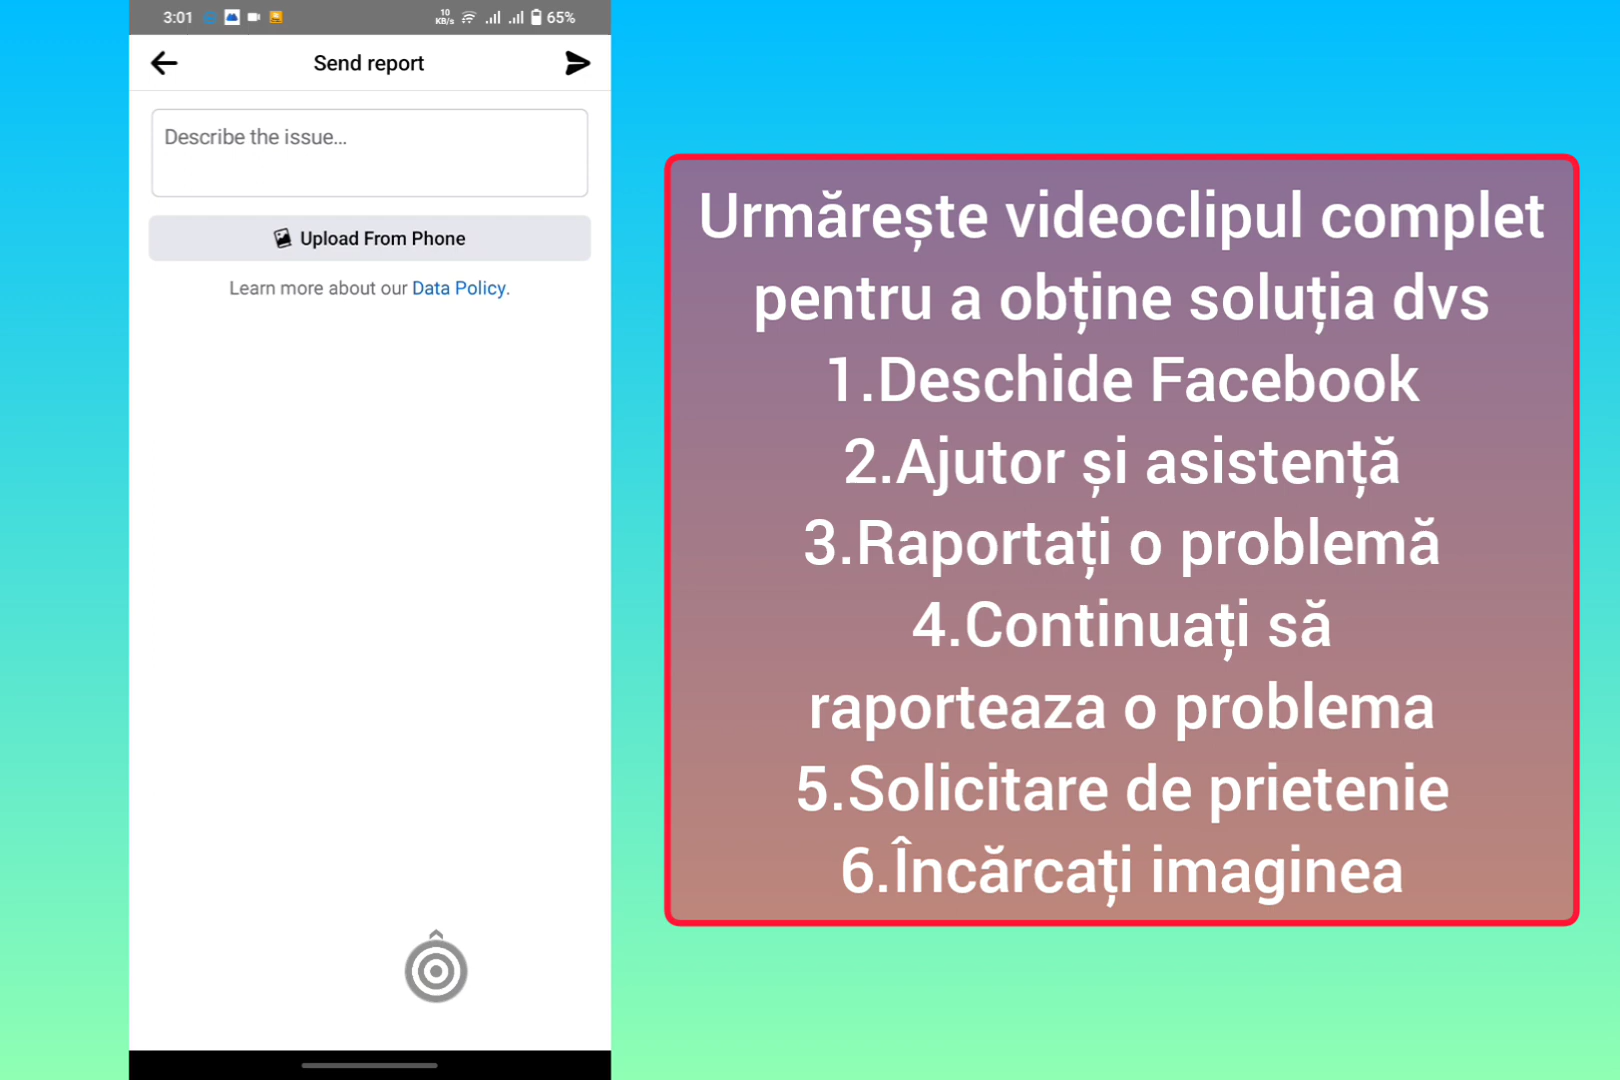 3:01
10
KB/s
65%
Send report
Describe the issue...
Upload From Phone
Learn more about our Data Policy.
Urmărește videoclipul complet
pentru a obține soluția dvs
1.Deschide Facebook
2.Ajutor și asistență
3.Raportați o problemă
4.Continuați să
raporteaza o problema
5.Solicitare de prietenie
6.Încărcați imaginea